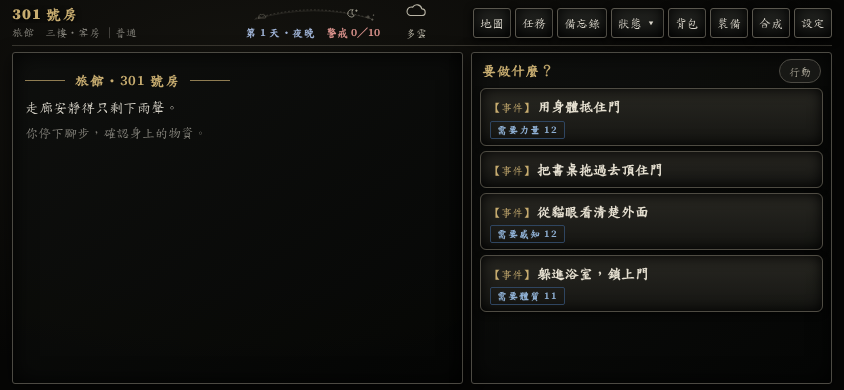 301 號房
旅館 三樓・客房 | 普通
第 1 天・夜晚 警戒 0/10 多雲
地圖 任務 備忘錄 狀態 ▾ 背包 裝備 合成 設定
旅館・301 號房
走廊安靜得只剩下雨聲。
你停下腳步，確認身上的物資。
要做什麼？ 行動
【事件】用身體抵住門
需要力量 12
【事件】把書桌拖過去頂住門
【事件】從貓眼看清楚外面
需要感知 12
【事件】躲進浴室，鎖上門
需要體質 11